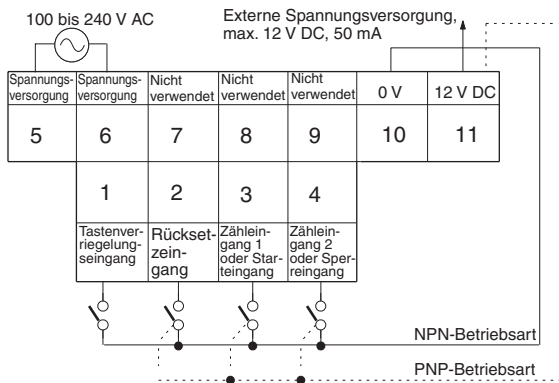 100 bis 240 V AC
Externe Spannungsversorgung,
max. 12 V DC, 50 mA
Spannungs-
versorgung
Spannungs-
versorgung
Nicht
verwendet
Nicht
verwendet
Nicht
verwendet
0 V
12 V DC
5
6
7
8
9
10
11
1
2
3
4
Tastenver-
riegelung-
seingang
Rückset-
zein-
gang
Zählein-
gang 1
oder Star-
teingang
Zählein-
gang 2
oder Sper-
reingang
NPN-Betriebsart
PNP-Betriebsart